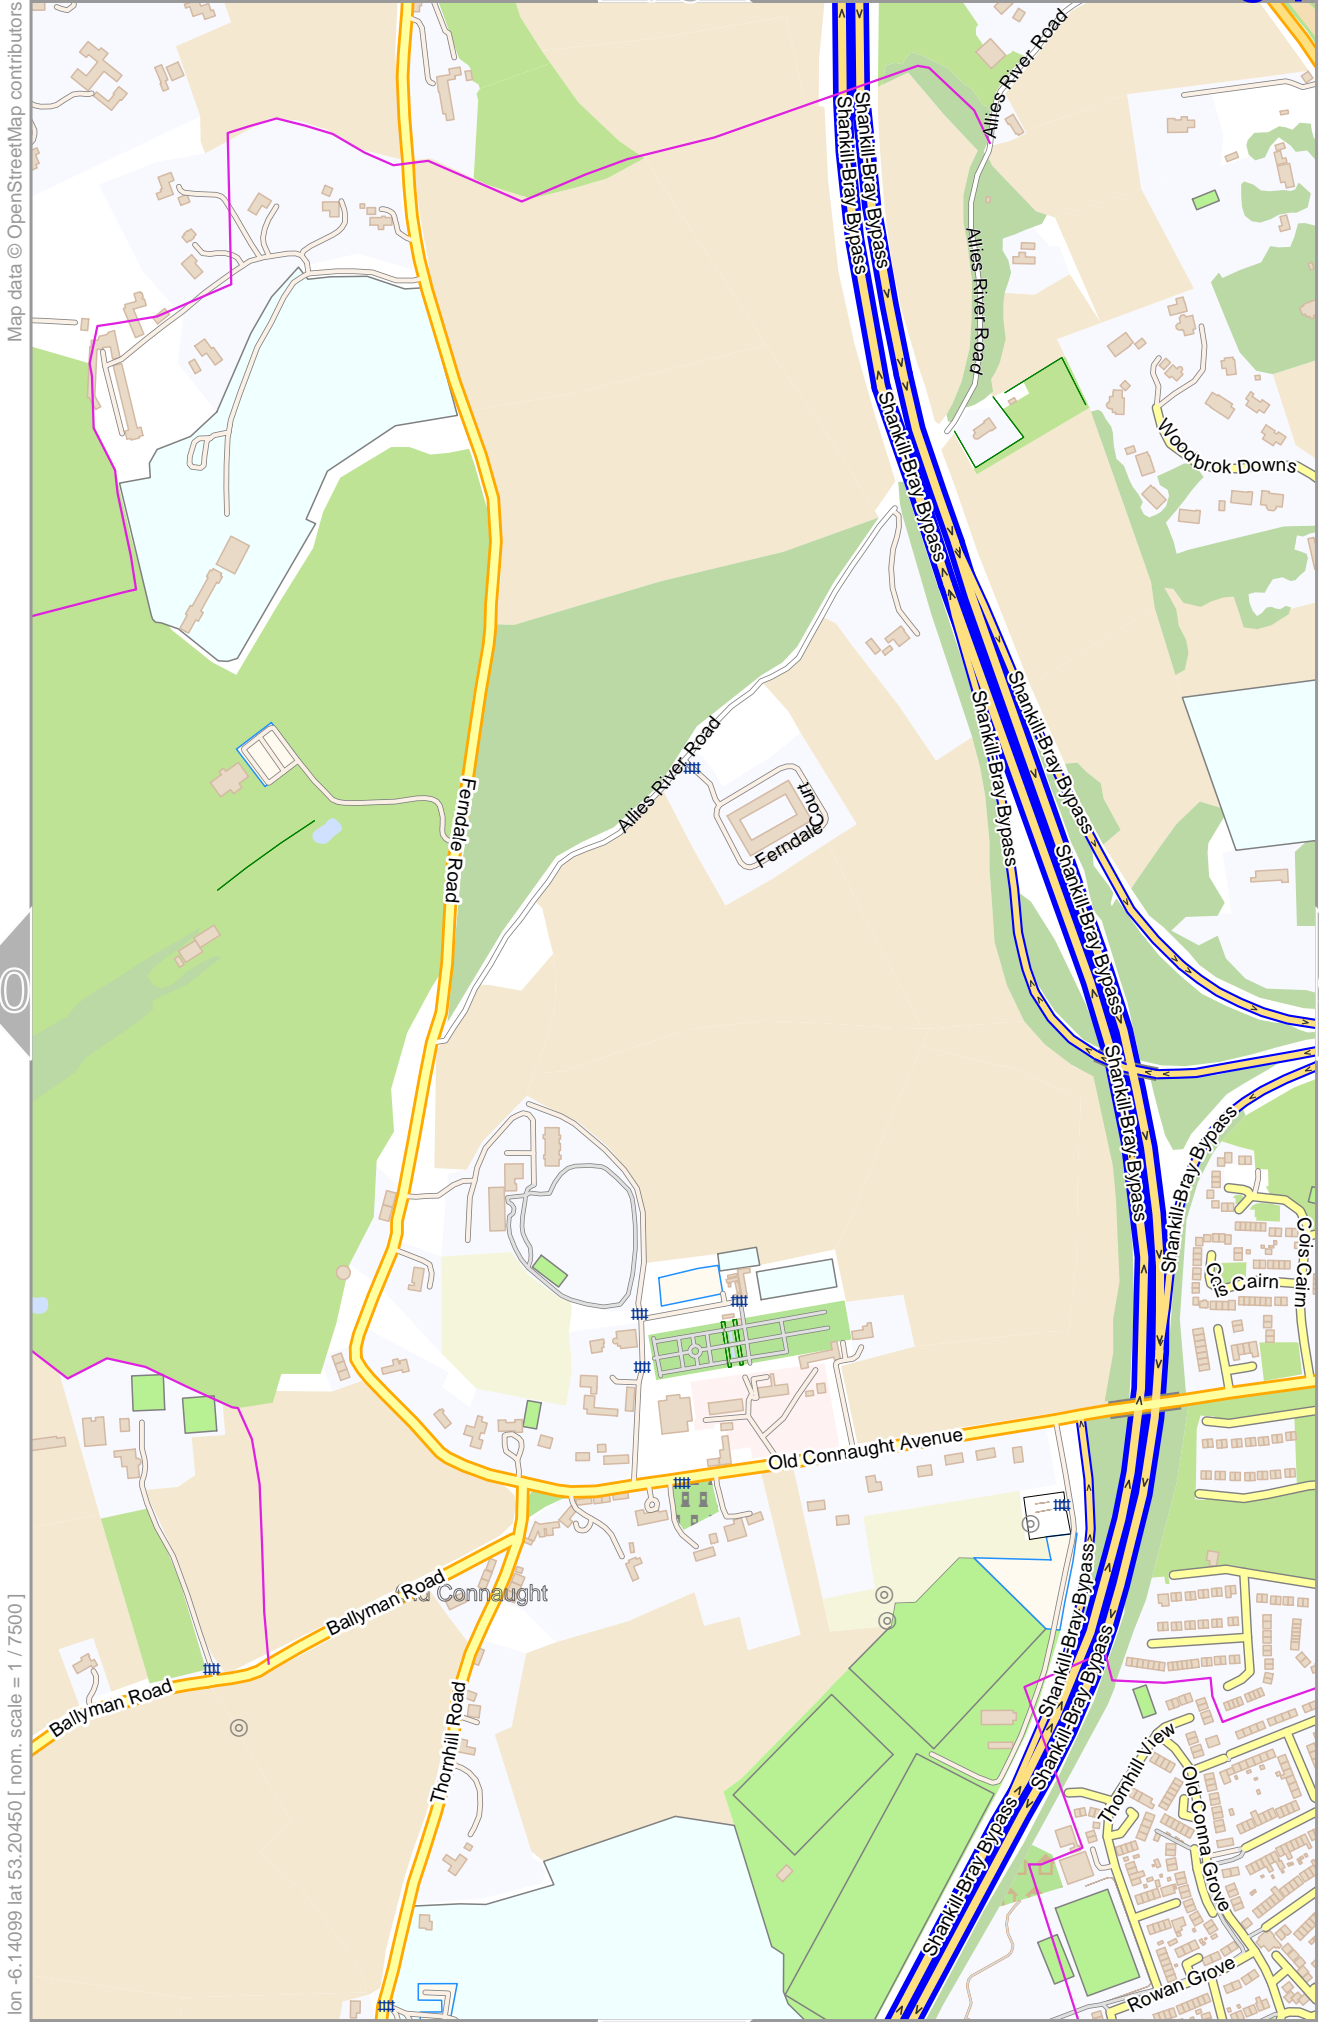 Map data © OpenStreetMap contributors
lon -6.14099 lat 53.20450 [ nom. scale = 1 / 7500 ]
0
Allies River Road
Shankill-Bray Bypass
Shankill-Bray Bypass
Allies River Road
Shankill-Bray Bypass
Woodbrok Downs
Shankill-Bray Bypass
Shankill-Bray Bypass
Allies River Road
Ferndale Road
Ferndale Court
Shankill-Bray Bypass
Shankill-Bray Bypass
Shankill-Bray Bypass
Cois Cairn
Cois Cairn
Old Connaught Avenue
Ballyman Road
Old Connaught
Shankill-Bray Bypass
Shankill-Bray Bypass
Ballyman Road
Thornhill Road
Thornhill View
Old Conna Grove
Shankill-Bray Bypass
Rowan Grove